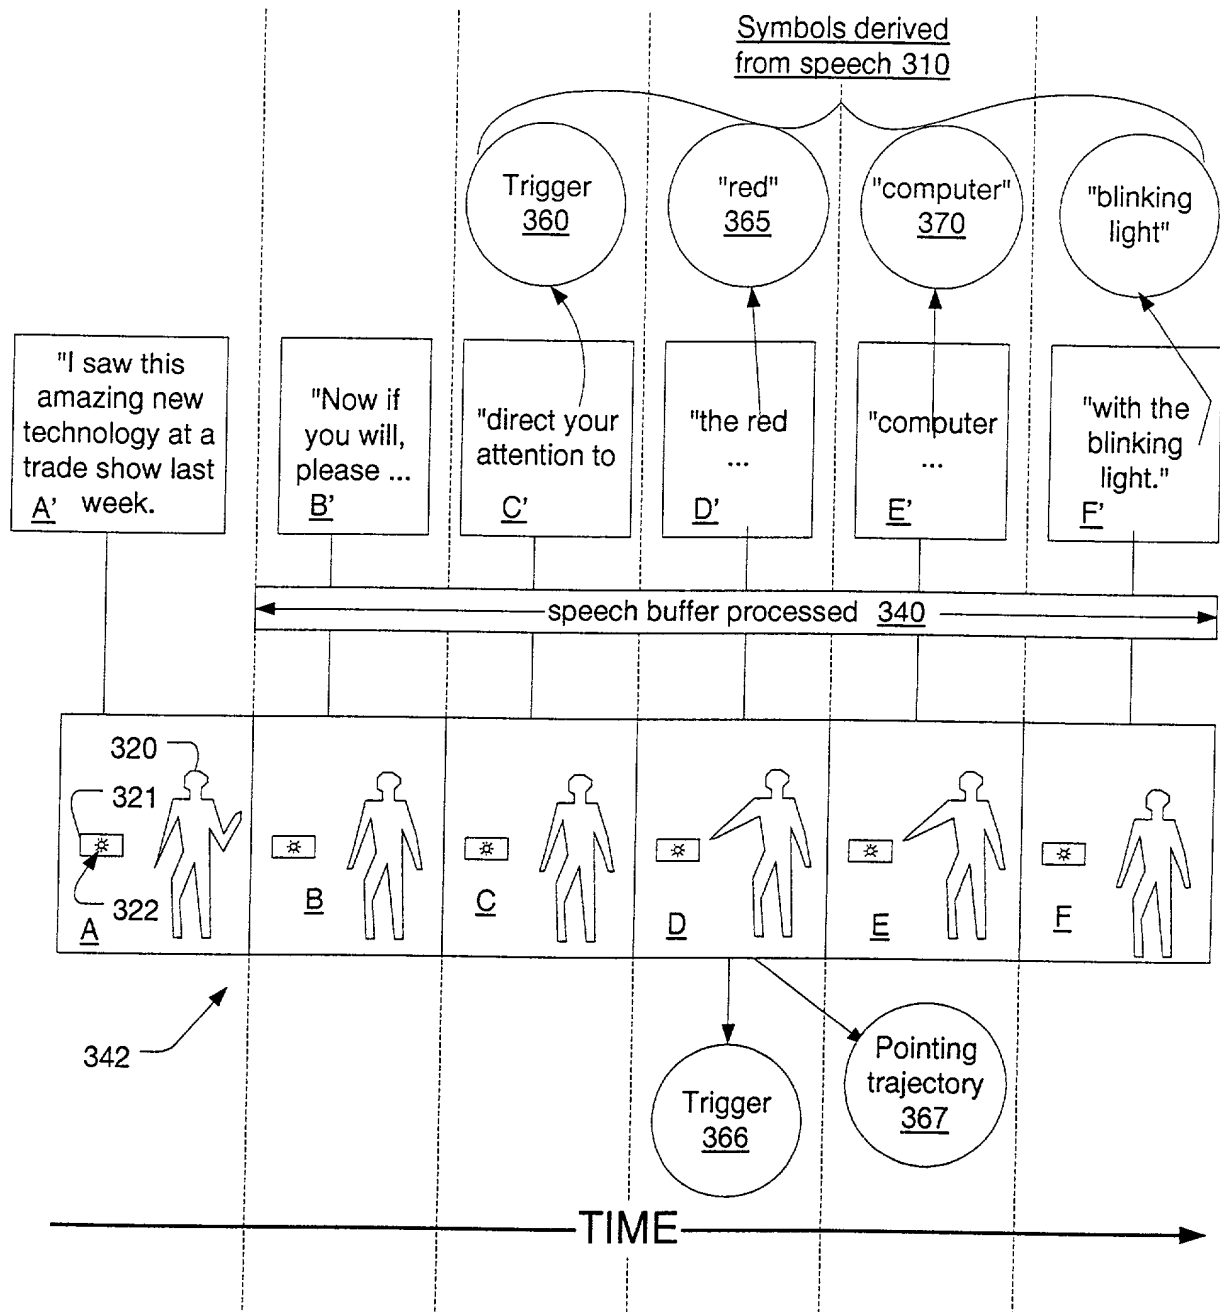 Symbols derived
from speech 310
Trigger
360
"red"
365
"computer"
370
"blinking
light"
"I saw this
amazing new
technology at a
trade show last
week.
A'
"Now if
you will,
please ...
B'
"direct your
attention to
C'
"the red
...
D'
"computer
...
E'
"with the
blinking
light."
F'
speech buffer processed 340
320
321
322
A
B
C
D
E
F
342
Trigger
366
Pointing
trajectory
367
TIME